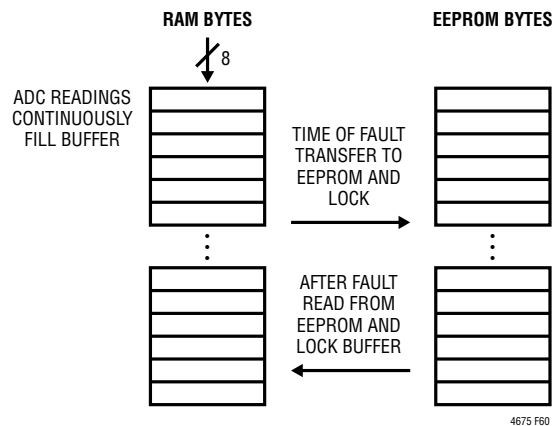 RAM BYTES
EEPROM BYTES
8
ADC READINGS
CONTINUOUSLY
FILL BUFFER
TIME OF FAULT
TRANSFER TO
EEPROM AND
LOCK
AFTER FAULT
READ FROM
EEPROM AND
LOCK BUFFER
4675 F60